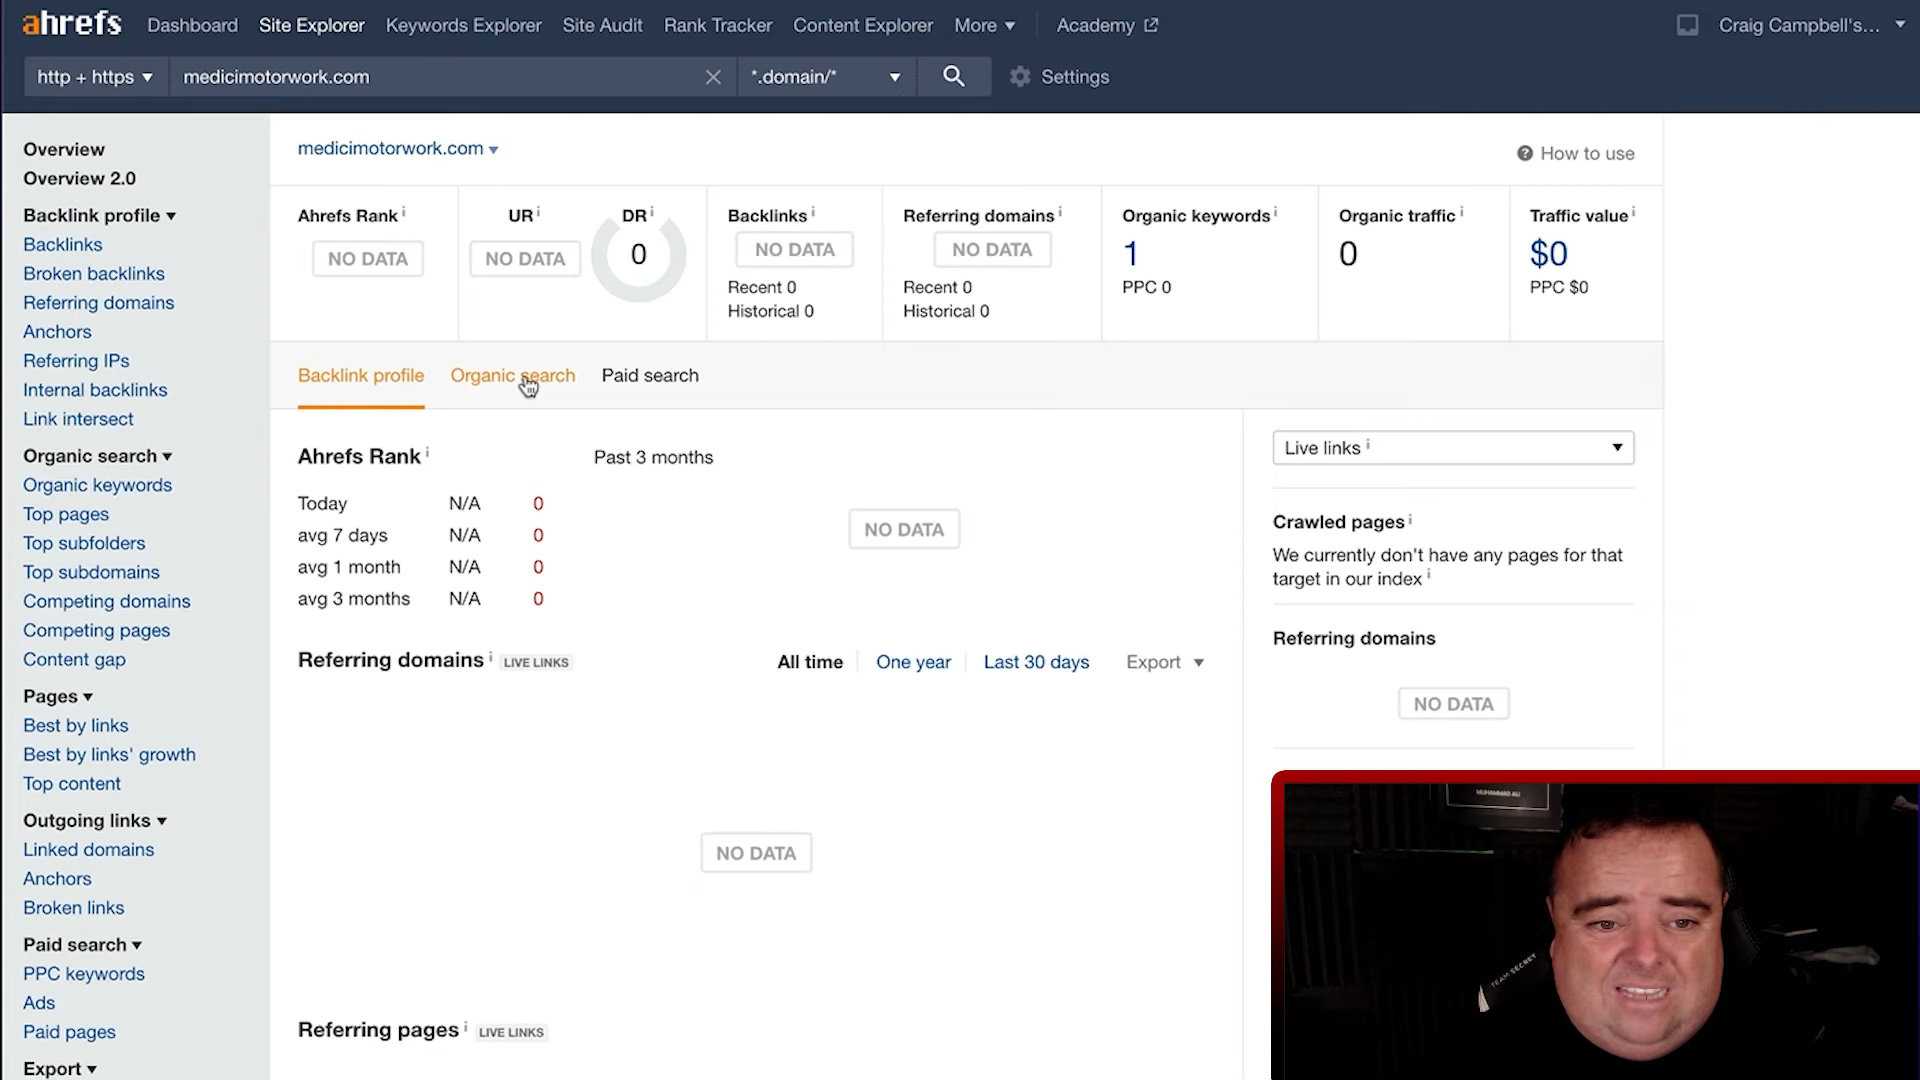 ahrefs Dashboard Site Explorer Keywords Explorer Site Audit Rank Tracker Content Explorer More Academy Craig Campbell's...
http + https medicimotorwork.com *.domain/* Settings
Overview
Overview 2.0
Backlink profile
Backlinks
Broken backlinks
Referring domains
Anchors
Referring IPs
Internal backlinks
Link intersect
Organic search
Organic keywords
Top pages
Top subfolders
Top subdomains
Competing domains
Competing pages
Content gap
Pages
Best by links
Best by links' growth
Top content
Outgoing links
Linked domains
Anchors
Broken links
Paid search
PPC keywords
Ads
Paid pages
Export
medicimotorwork.com
How to use
Ahrefs Rank
NO DATA
UR
NO DATA
DR
0
Backlinks
NO DATA
Recent 0
Historical 0
Referring domains
NO DATA
Recent 0
Historical 0
Organic keywords
1
PPC 0
Organic traffic
0
Traffic value
$0
PPC $0
Backlink profile Organic search Paid search
Ahrefs Rank Past 3 months
Today N/A 0
avg 7 days N/A 0
avg 1 month N/A 0
avg 3 months N/A 0
NO DATA
Referring domains LIVE LINKS All time One year Last 30 days Export
NO DATA
Referring pages LIVE LINKS
Live links
Crawled pages
We currently don't have any pages for that
target in our index
Referring domains
NO DATA
MUHAMMAD ALI
TEAM SECRET